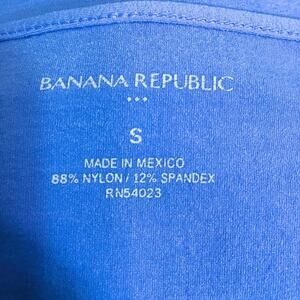 BANANA REPUBLIC
•••
S
MADE IN MEXICO
88% NYLON / 12% SPANDEX
RN54023